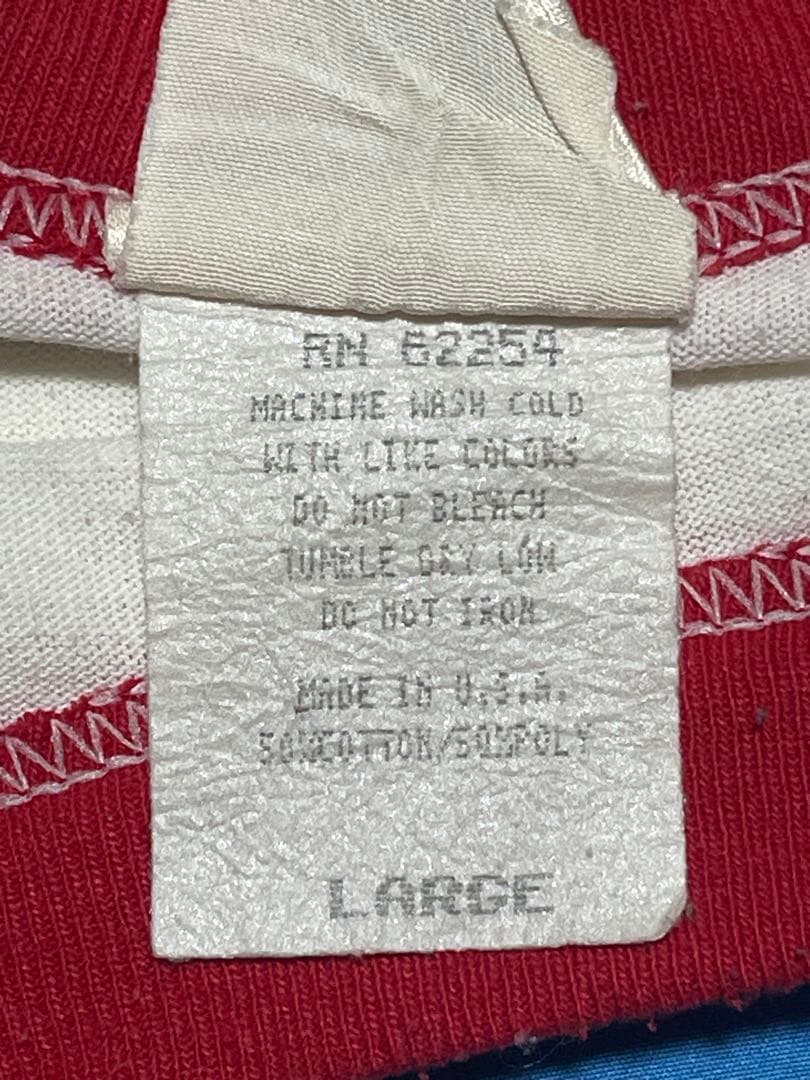 RN 62254
MACHINE WASH COLD
WITH LIKE COLORS
DO NOT BLEACH
TUMBLE DRY LOW
DO NOT IRON
MADE IN U.S.A.
50%COTTON/50%POLY
LARGE